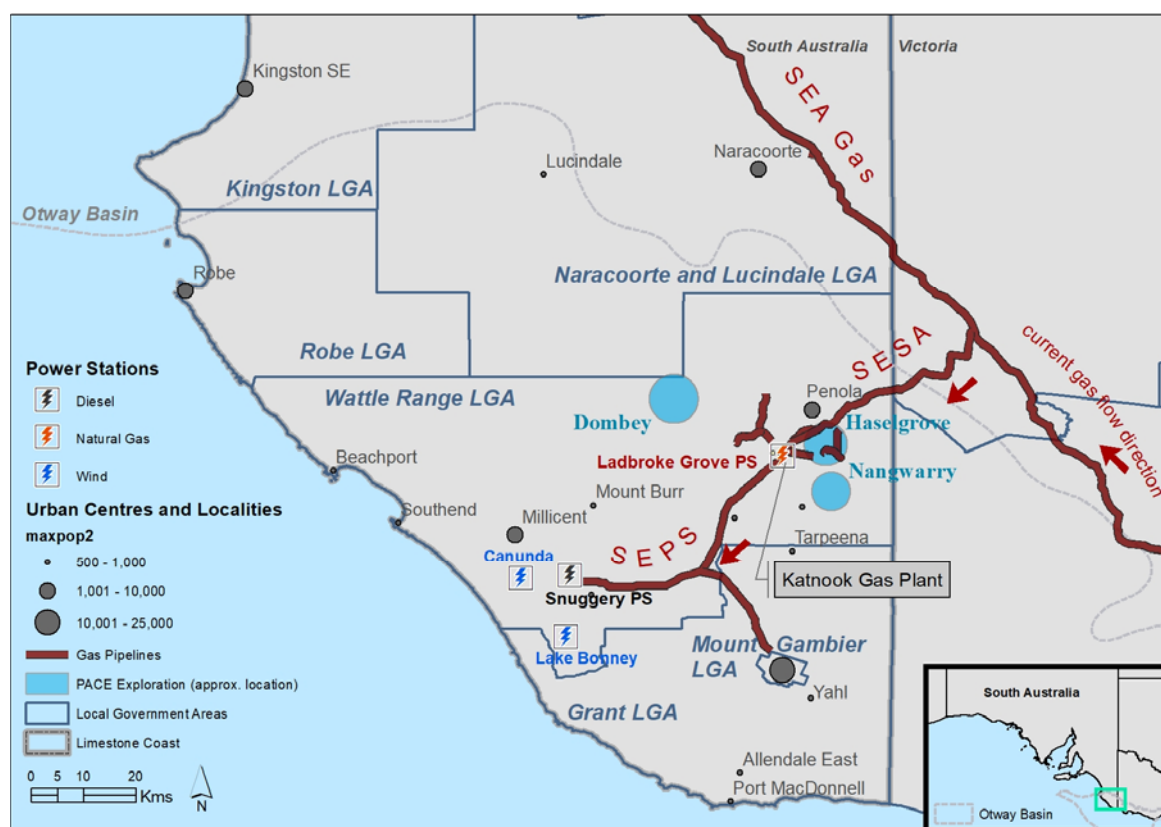 South Australia
Victoria
Kingston SE
SEA Gas
Lucindale
Naracoorte
Kingston LGA
Otway Basin
Naracoorte and Lucindale LGA
Robe
Robe LGA
SESA
current gas flow direction
Wattle Range LGA
Penola
Dombey
Haselgrove
Ladbroke Grove PS
Nangwarry
Beachport
Mount Burr
Southend
Millicent
SEPS
Tarpeena
Canunda
Katnook Gas Plant
Snuggery PS
Lake Bonney
Mount Gambier
LGA
Yahl
Grant LGA
Allendale East
Port MacDonnell
Power Stations
Diesel
Natural Gas
Wind
Urban Centres and Localities
maxpop2
500 - 1,000
1,001 - 10,000
10,001 - 25,000
Gas Pipelines
PACE Exploration (approx. location)
Local Government Areas
Limestone Coast
0 5 10 20
Kms
N
South Australia
Otway Basin